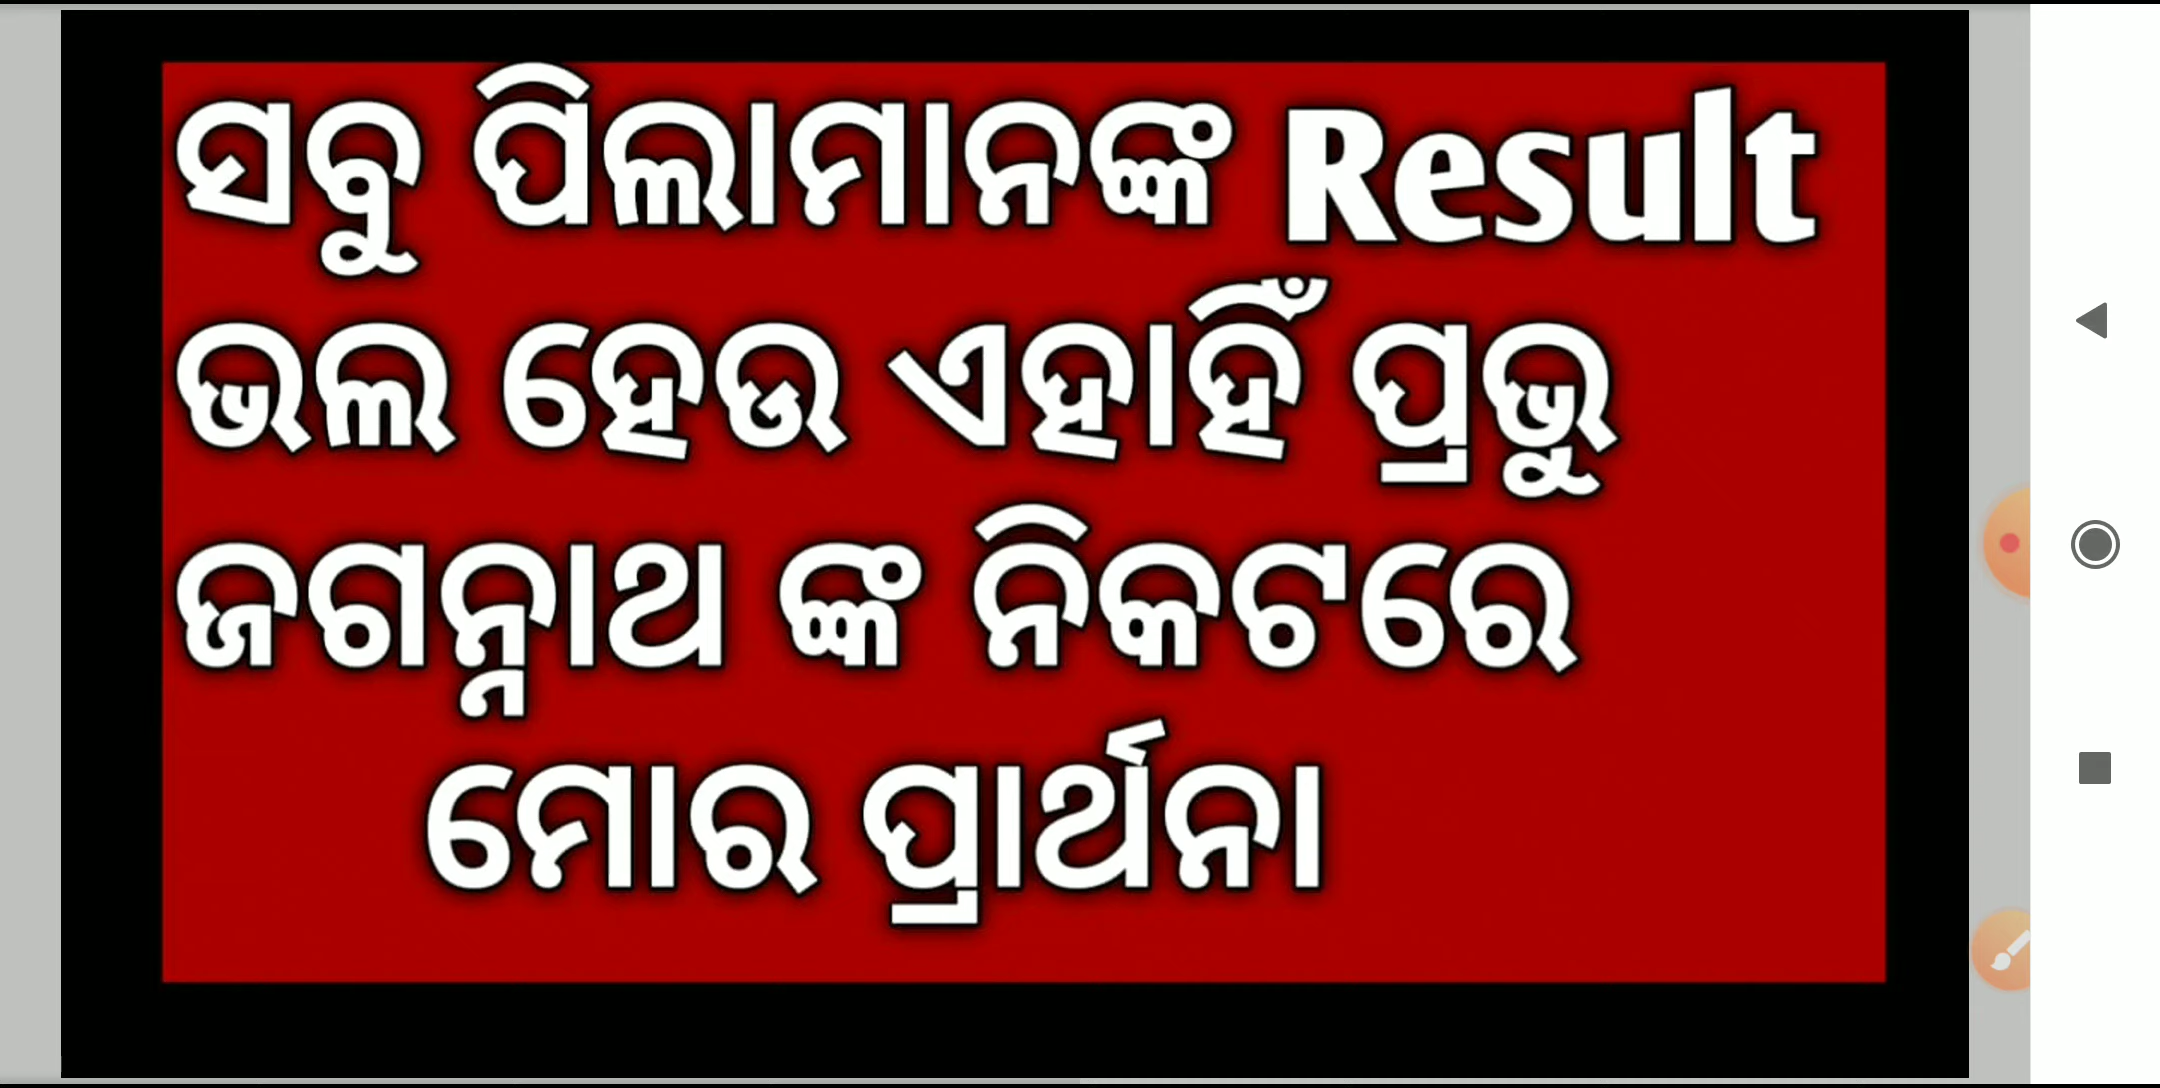 ସବୁ ପିଲାମାନଙ୍କ Result
ଭଲ ହେଉ ଏହାହିଁ ପ୍ରଭୁ
ଜଗନ୍ନାଥ ଙ୍କ ନିକଟରେ
ମୋର ପ୍ରାର୍ଥନା